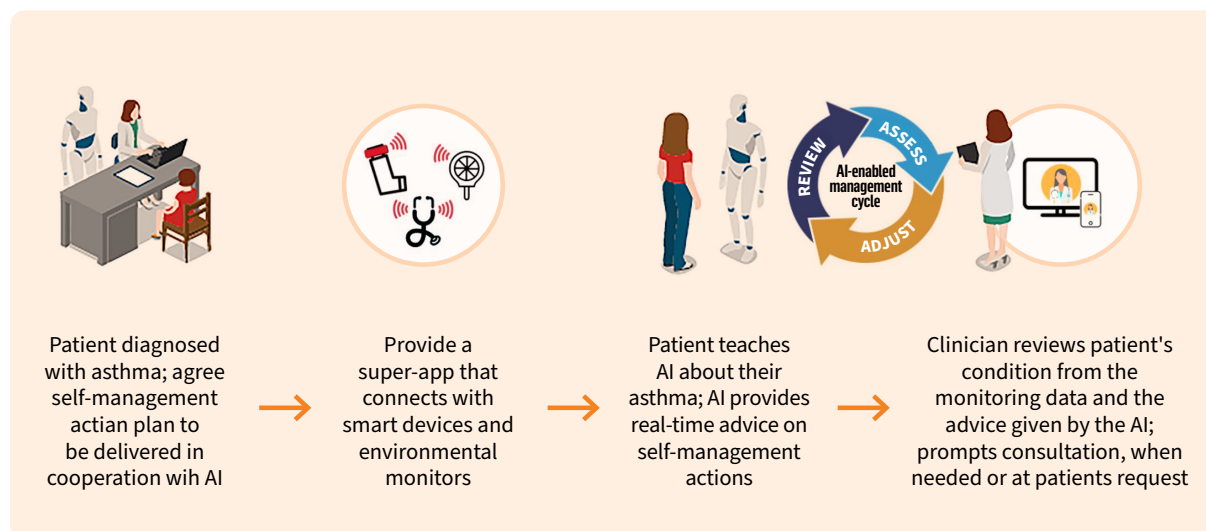 REVIEW
ASSESS
ADJUST
AI-enabled
management
cycle
Patient diagnosed
with asthma; agree
self-management
actian plan to
be delivered in
cooperation wih AI
Provide a
super-app that
connects with
smart devices and
environmental
monitors
Patient teaches
AI about their
asthma; AI provides
real-time advice on
self-management
actions
Clinician reviews patient's
condition from the
monitoring data and the
advice given by the AI;
prompts consultation, when
needed or at patients request